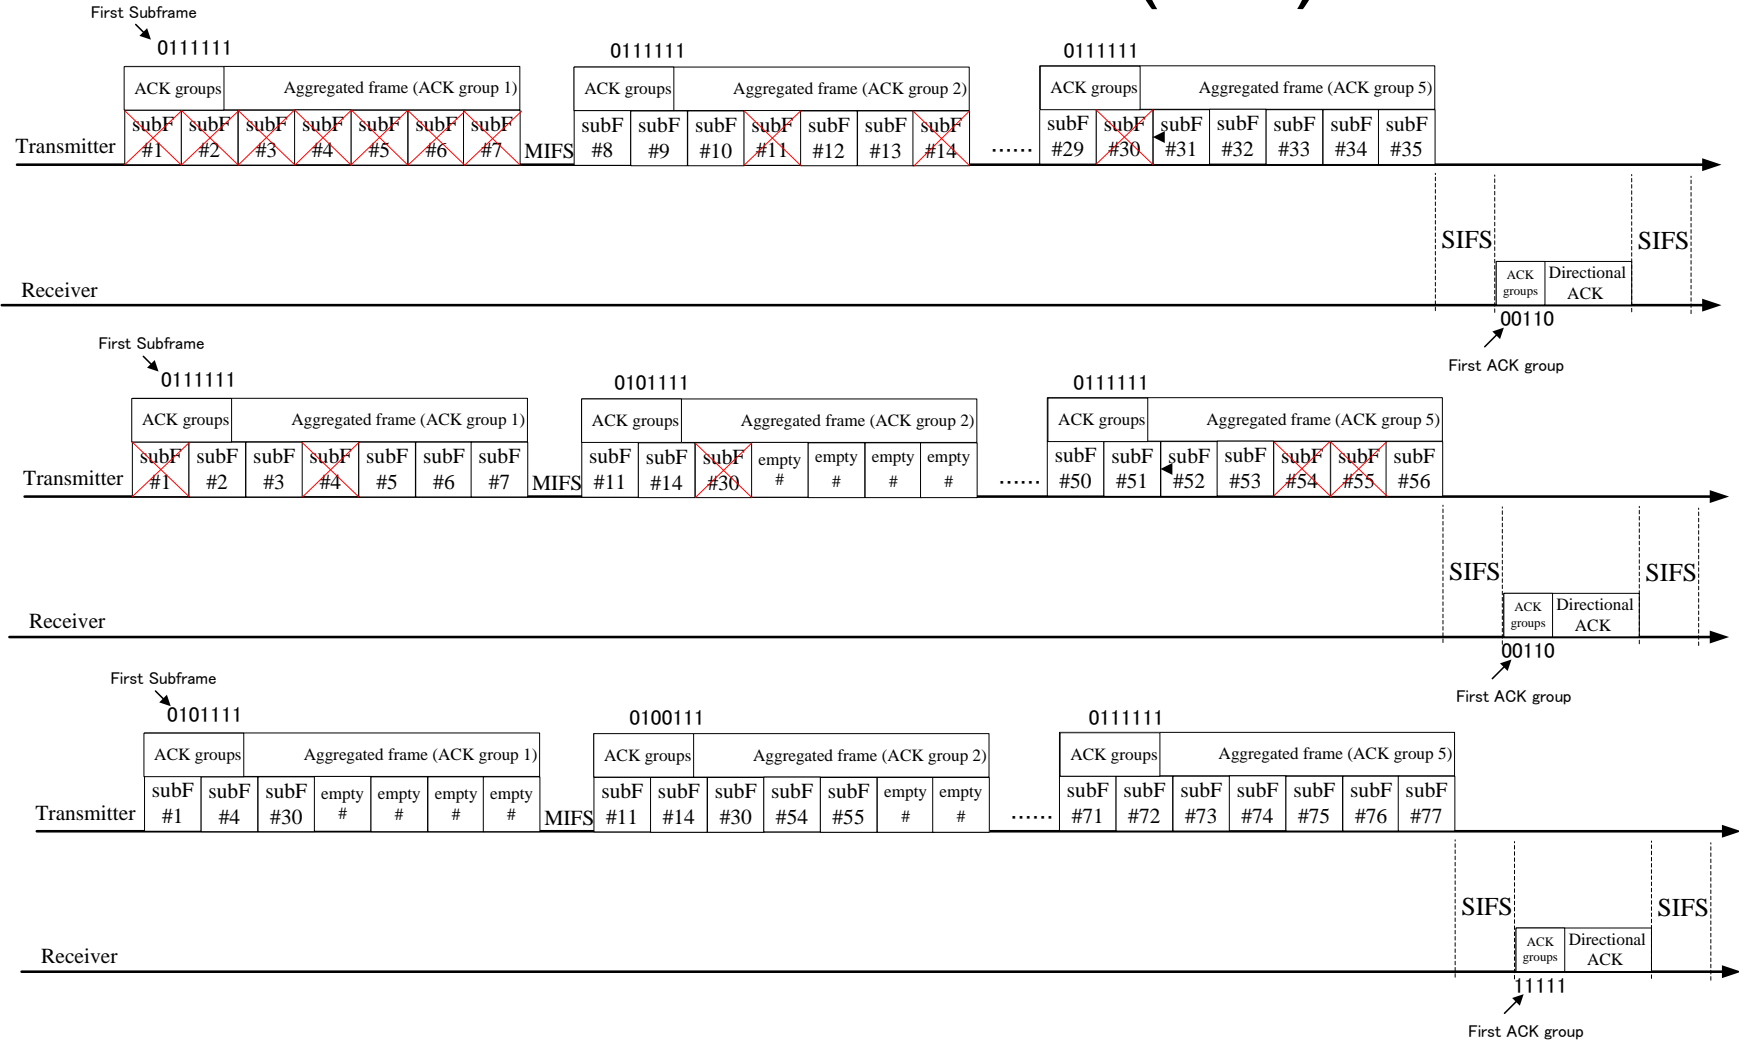 First Subframe
0111111 0111111 0111111
ACK groups Aggregated frame (ACK group 1) ACK groups Aggregated frame (ACK group 2) ACK groups Aggregated frame (ACK group 5)
subF subF subF subF subF subF subF subF subF subF subF subF subF subF subF subF subF subF subF subF subF
Transmitter #1 #2 #3 #4 #5 #6 #7 MIFS #8 #9 #10 #11 #12 #13 #14 ...... #29 #30 #31 #32 #33 #34 #35
SIFS SIFS
ACK groups Directional ACK
Receiver
00110
First ACK group
First Subframe
0111111 0101111 0111111
ACK groups Aggregated frame (ACK group 1) ACK groups Aggregated frame (ACK group 2) ACK groups Aggregated frame (ACK group 5)
subF subF subF subF subF subF subF subF subF subF empty empty empty empty subF subF subF subF subF subF subF
Transmitter #1 #2 #3 #4 #5 #6 #7 MIFS #11 #14 #30 # # # # ...... #50 #51 #52 #53 #54 #55 #56
SIFS SIFS
ACK groups Directional ACK
Receiver
00110
First ACK group
First Subframe
0101111 0100111 0111111
ACK groups Aggregated frame (ACK group 1) ACK groups Aggregated frame (ACK group 2) ACK groups Aggregated frame (ACK group 5)
subF subF subF empty empty empty empty subF subF subF subF subF empty empty subF subF subF subF subF subF subF
Transmitter #1 #4 #30 # # # # MIFS #11 #14 #30 #54 #55 # # ...... #71 #72 #73 #74 #75 #76 #77
SIFS SIFS
ACK groups Directional ACK
Receiver
11111
First ACK group